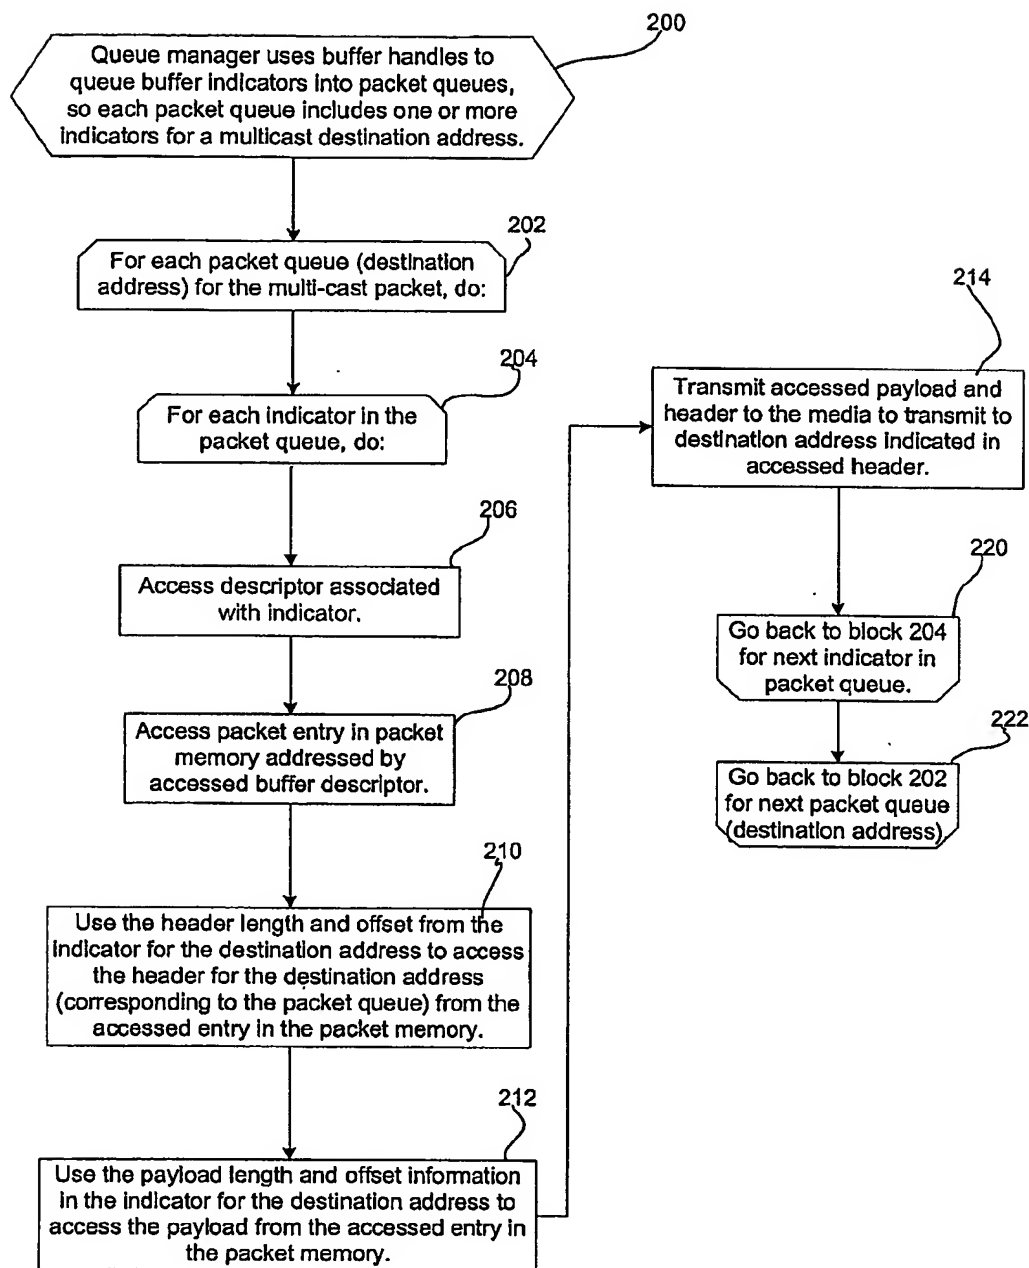 200
Queue manager uses buffer handles to
queue buffer indicators into packet queues,
so each packet queue includes one or more
indicators for a multicast destination address.
202
For each packet queue (destination
address) for the multi-cast packet, do:
204
For each indicator in the
packet queue, do:
206
Access descriptor associated
with indicator.
208
Access packet entry in packet
memory addressed by
accessed buffer descriptor.
210
Use the header length and offset from the
indicator for the destination address to access
the header for the destination address
(corresponding to the packet queue) from the
accessed entry in the packet memory.
212
Use the payload length and offset information
in the indicator for the destination address to
access the payload from the accessed entry in
the packet memory.
214
Transmit accessed payload and
header to the media to transmit to
destination address indicated in
accessed header.
220
Go back to block 204
for next indicator in
packet queue.
222
Go back to block 202
for next packet queue
(destination address)